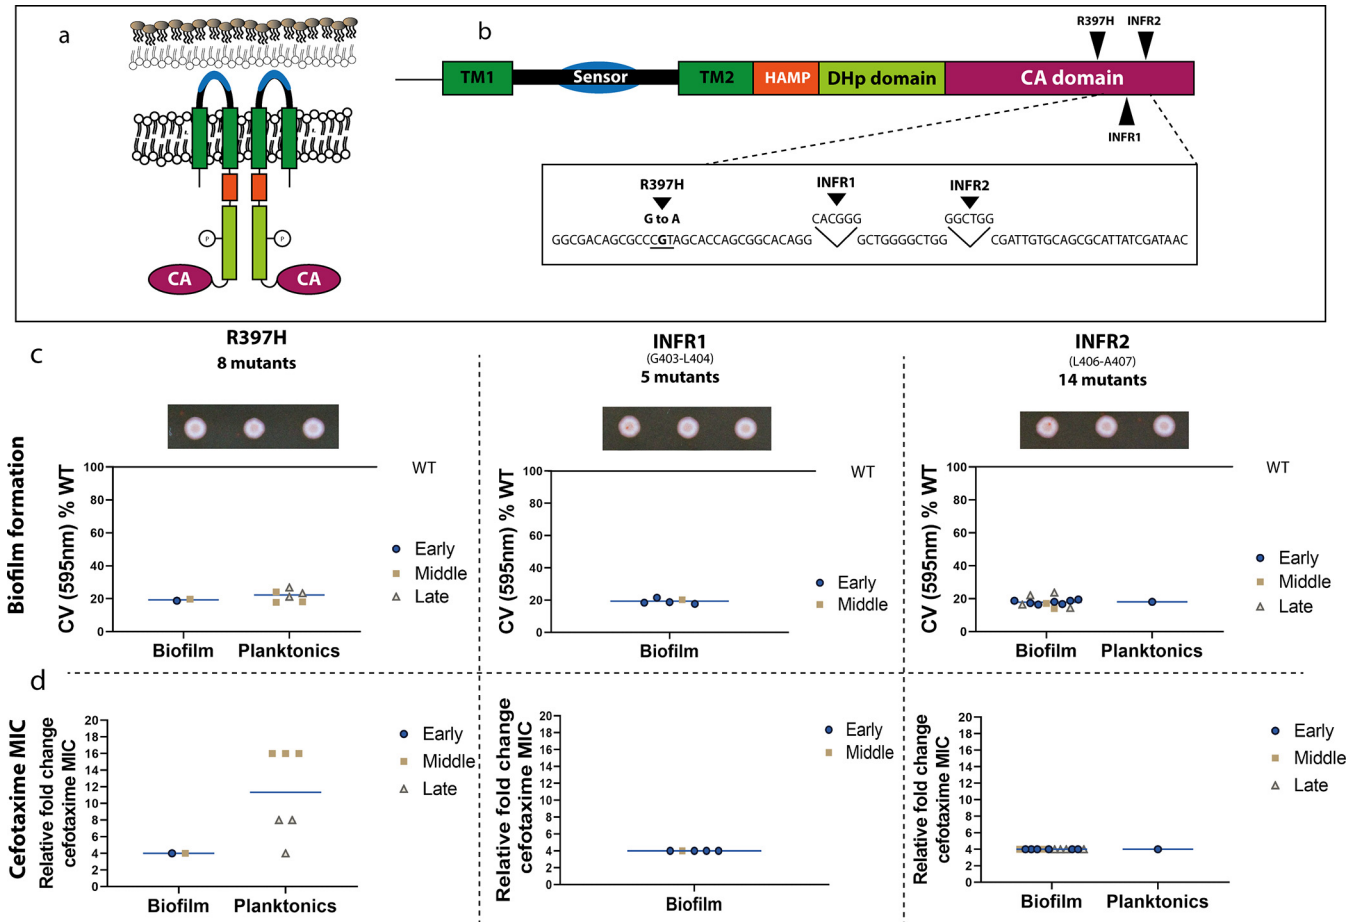 a
P
P
CA
CA
b
R397H
INFR2
TM1
Sensor
TM2
HAMP
DHp domain
CA domain
INFR1
R397H
INFR1
INFR2
G to A
CACGGG
GGCTGG
GGCGACAGCGCCCGTAGCACCAGCGGCACAGG
GCTGGGGCTGG
CGATTGTGCAGCGCATTATCGATAAC
c
R397H
8 mutants
INFR1
(G403-L404)
5 mutants
INFR2
(L406-A407)
14 mutants
Biofilm formation
CV (595nm) % WT
100
80
60
40
20
0
WT
Early
Middle
Late
Biofilm
Planktonics
CV (595nm) % WT
100
80
60
40
20
0
WT
Early
Middle
Biofilm
CV (595nm) % WT
100
80
60
40
20
0
WT
Early
Middle
Late
Biofilm
Planktonics
d
Cefotaxime MIC
Relative fold change
cefotaxime MIC
20
18
16
14
12
10
8
6
4
2
0
Early
Middle
Late
Biofilm
Planktonics
Relative fold change
cefotaxime MIC
20
18
16
14
12
10
8
6
4
2
0
Early
Middle
Biofilm
Relative fold change
cefotaxime MIC
20
18
16
14
12
10
8
6
4
2
0
Early
Middle
Late
Biofilm
Planktonics